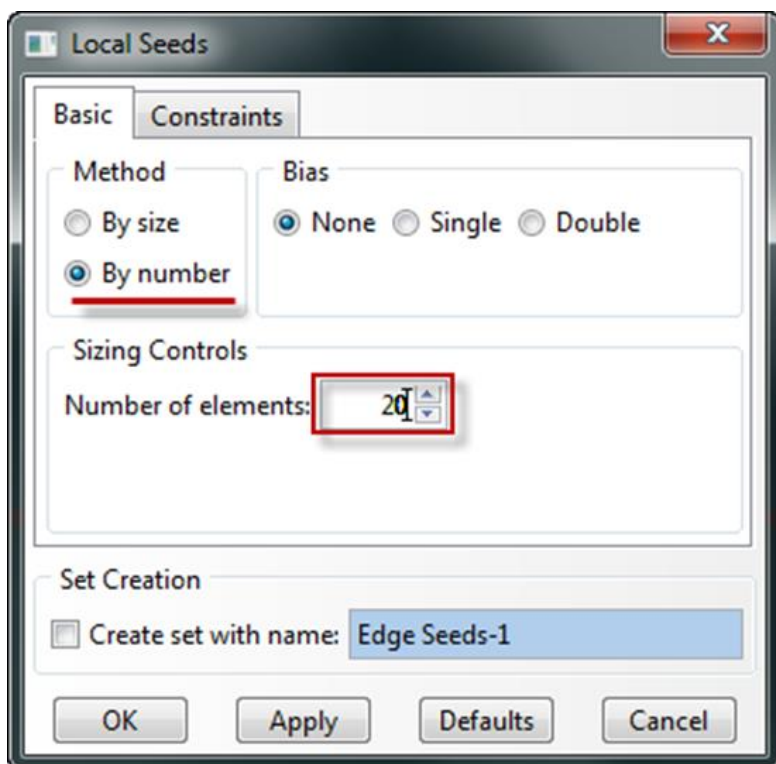 Local Seeds
Basic Constraints
Method
By size
By number
Bias
None Single Double
Sizing Controls
Number of elements: 20
Set Creation
Create set with name: Edge Seeds-1
OK Apply Defaults Cancel